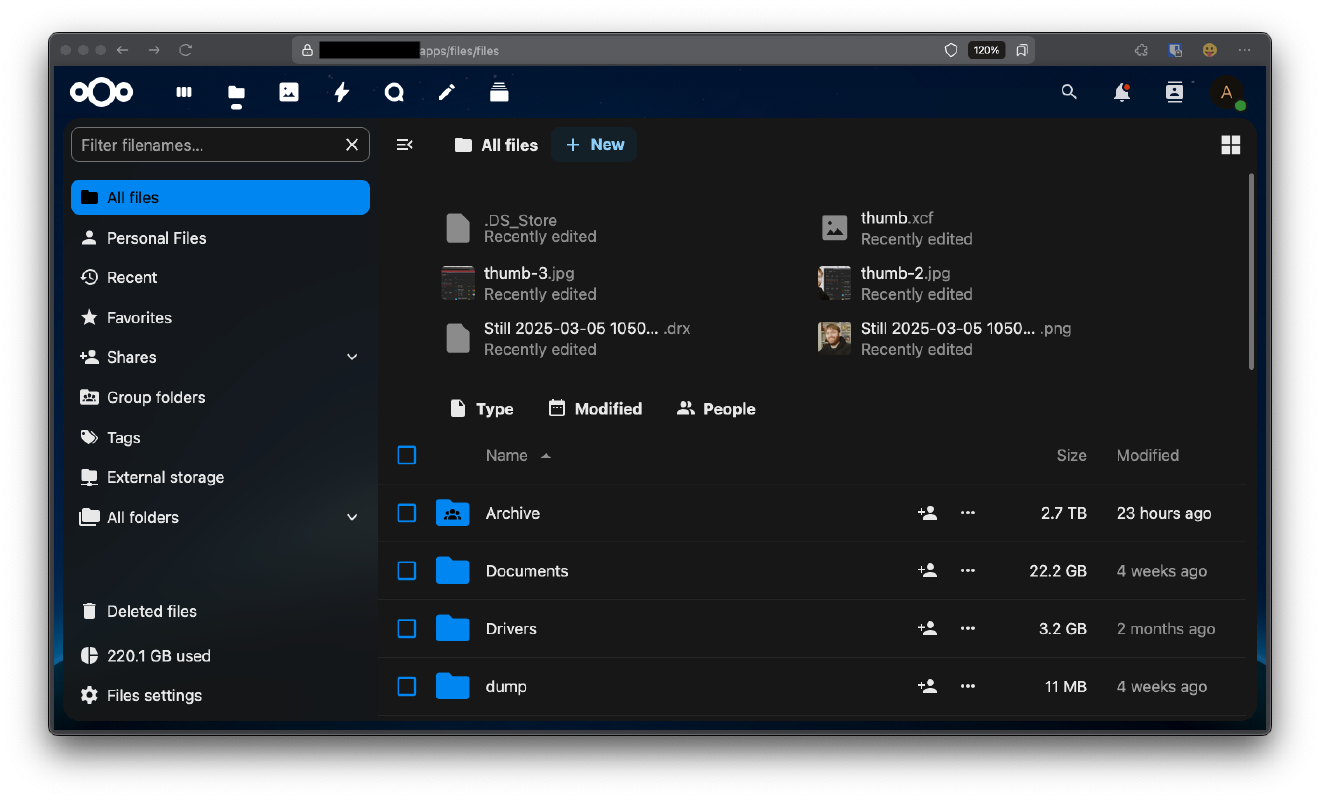 apps/files/files
120%
A
Filter filenames...
All files
New
All files
Personal Files
Recent
Favorites
Shares
Group folders
Tags
External storage
All folders
Deleted files
220.1 GB used
Files settings
.DS_Store
Recently edited
thumb.xcf
Recently edited
thumb-3.jpg
Recently edited
thumb-2.jpg
Recently edited
Still 2025-03-05 1050... .drx
Recently edited
Still 2025-03-05 1050... .png
Recently edited
Type Modified People
Name Size Modified
Archive 2.7 TB 23 hours ago
Documents 22.2 GB 4 weeks ago
Drivers 3.2 GB 2 months ago
dump 11 MB 4 weeks ago